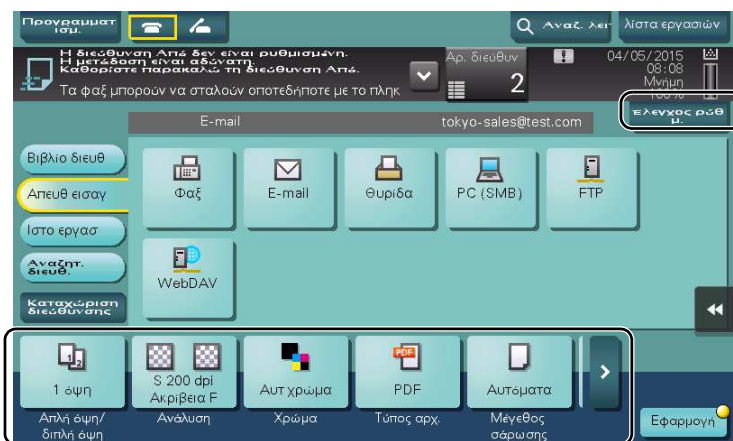 Προγραμματ
ισμ.
Αναζ. λει
λίστα εργασιών
Η διεύθυνση Από δεν είναι ρυθμισμένη.
Η μετάδοση είναι αδύνατη.
Καθορίστε παρακαλώ τη διεύθυνση Από.
Τα φαξ μπορούν να σταλούν οποτεδήποτε με το πληκ
Αρ. διευθυν
2
04/05/2015
08:08
Μνήμη
100 %
E-mail
tokyo-sales@test.com
Έλεγχος ρύθ
μ.
Βιβλίο διευθ
Απευθ εισαγ
Ιστο εργασ
Αναζητ.
διευθ.
Καταχώριση
διεύθυνσης
Φαξ
E-mail
Θυρίδα
PC (SMB)
FTP
WebDAV
1 όψη
S 200 dpi
Ακρίβεια F
Αυτ χρώμα
PDF
Αυτόματα
Απλή όψη/
διπλή όψη
Ανάλυση
Χρώμα
Τύπος αρχ.
Μέγεθος
σάρωσης
Εφαρμογή